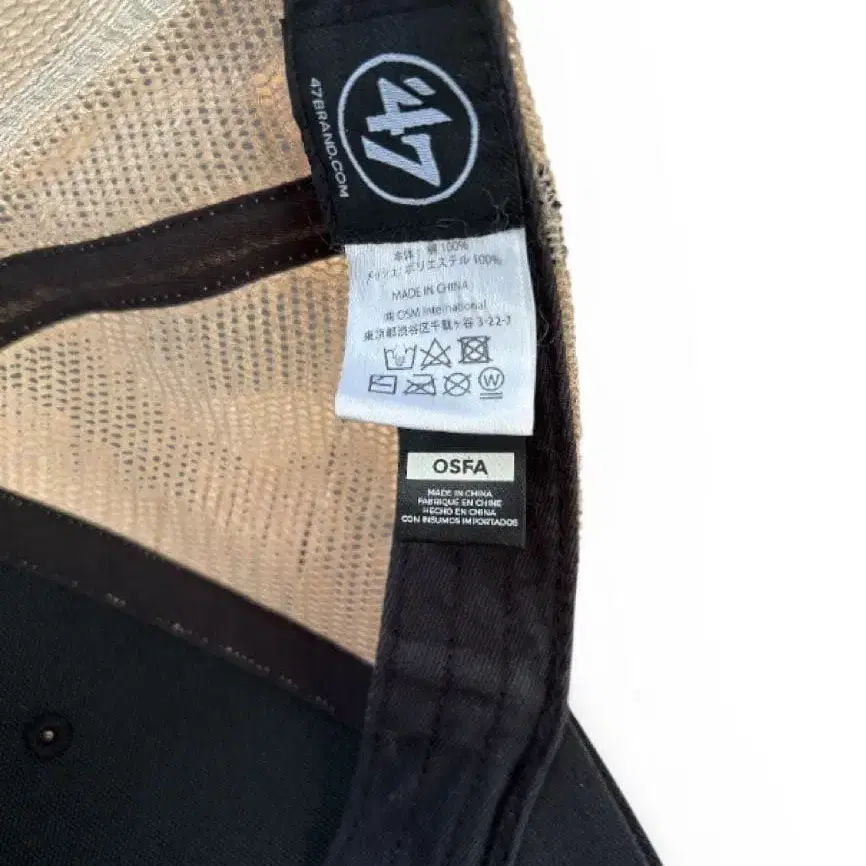 '47
47BRAND.COM
本体: 綿 100%
メッシュ: ポリエステル 100%
MADE IN CHINA
㈱ OSM International
東京都渋谷区千駄ヶ谷 3-22-7
W
OSFA
MADE IN CHINA
FABRIQUÉ EN CHINE
HECHO EN CHINA
CON INSUMOS IMPORTADOS